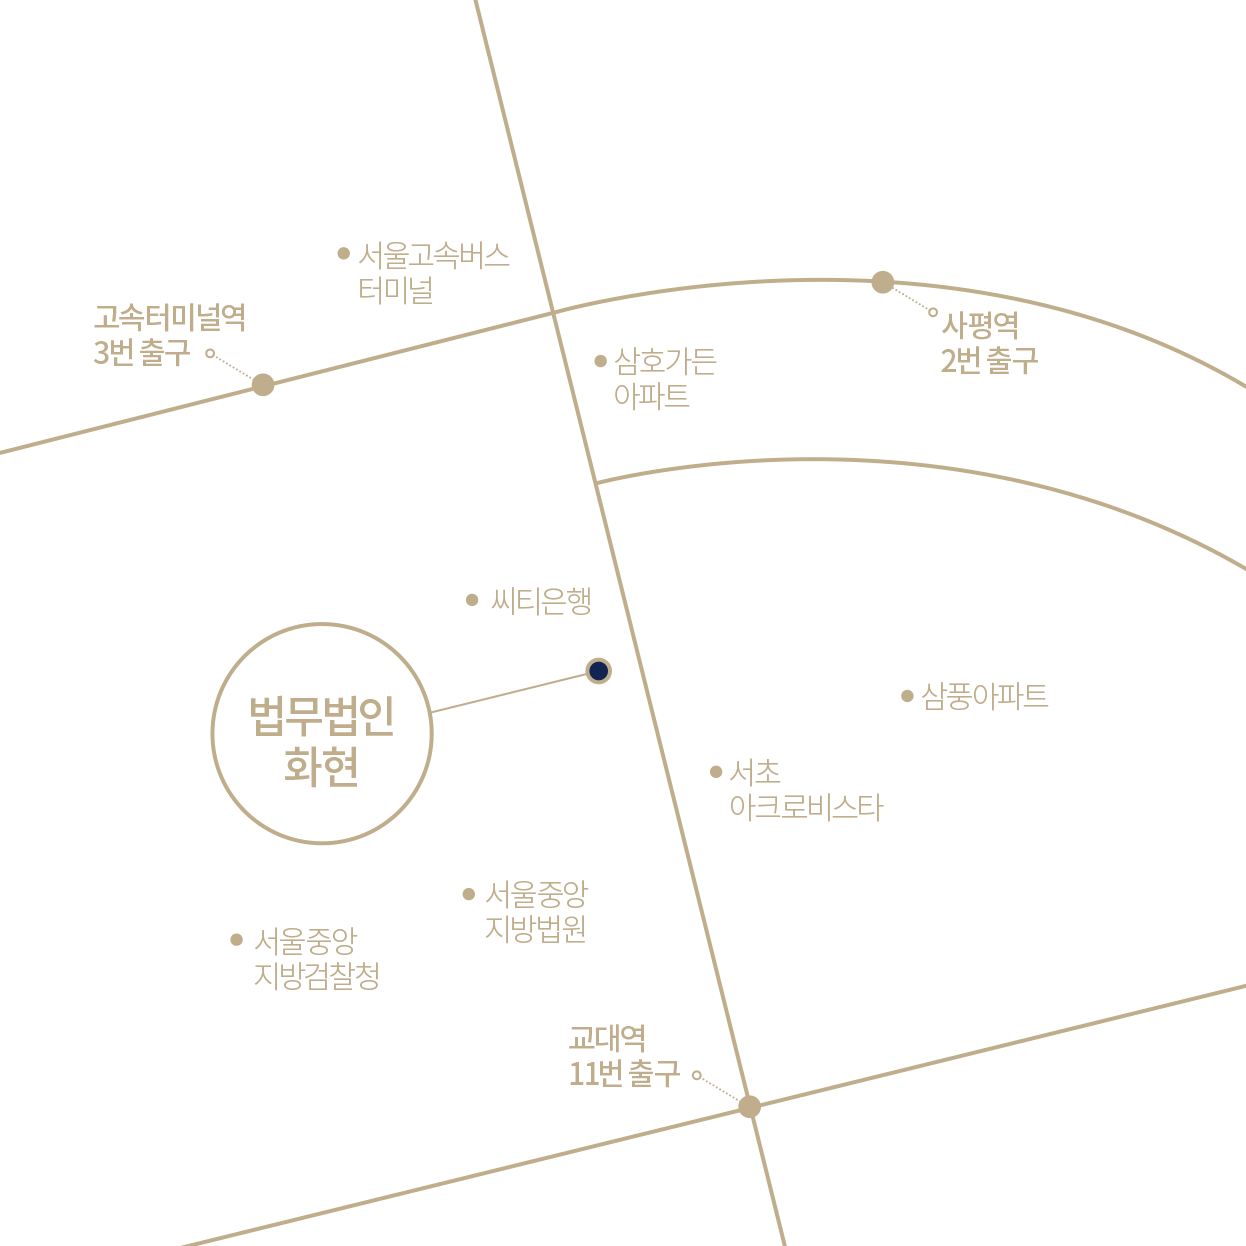 서울고속버스
터미널
고속터미널역
3번 출구
사평역
2번 출구
삼호가든
아파트
씨티은행
법무법인
화현
삼풍아파트
서초
아크로비스타
서울중앙
지방법원
서울중앙
지방검찰청
교대역
11번 출구